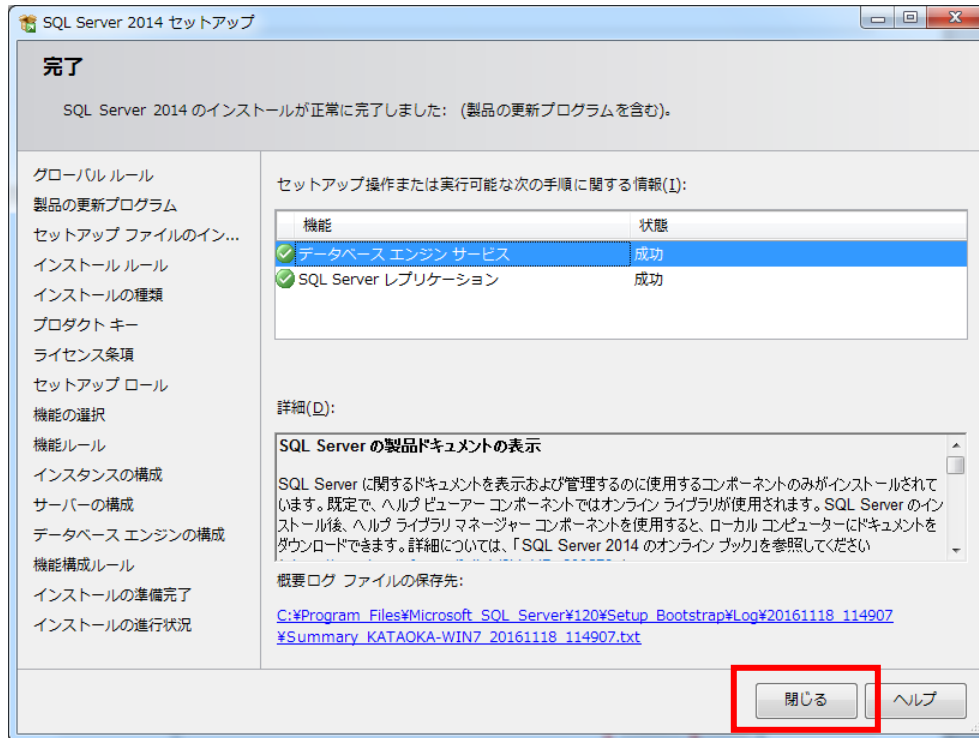 SQL Server 2014 セットアップ
完了
SQL Server 2014 のインストールが正常に完了しました: (製品の更新プログラムを含む)。
グローバル ルール
製品の更新プログラム
セットアップ ファイルのイン...
インストール ルール
インストールの種類
プロダクト キー
ライセンス条項
セットアップ ロール
機能の選択
機能ルール
インスタンスの構成
サーバーの構成
データベース エンジンの構成
機能構成ルール
インストールの準備完了
インストールの進行状況
セットアップ操作または実行可能な次の手順に関する情報(I):
機能 状態
データベース エンジン サービス 成功
SQL Server レプリケーション 成功
詳細(D):
SQL Server の製品ドキュメントの表示
SQL Server に関するドキュメントを表示および管理するのに使用するコンポーネントのみがインストールされて
います。既定で、ヘルプ ビューアー コンポーネントではオンライン ライブラリが使用されます。SQL Server のイン
ストール後、ヘルプ ライブラリ マネージャー コンポーネントを使用すると、ローカル コンピューターにドキュメントを
ダウンロードできます。詳細については、「SQL Server 2014 のオンライン ブック」を参照してください
概要ログ ファイルの保存先:
C:¥Program Files¥Microsoft SQL Server¥120¥Setup Bootstrap¥Log¥20161118_114907
¥Summary_KATAOKA-WIN7_20161118_114907.txt
閉じる ヘルプ